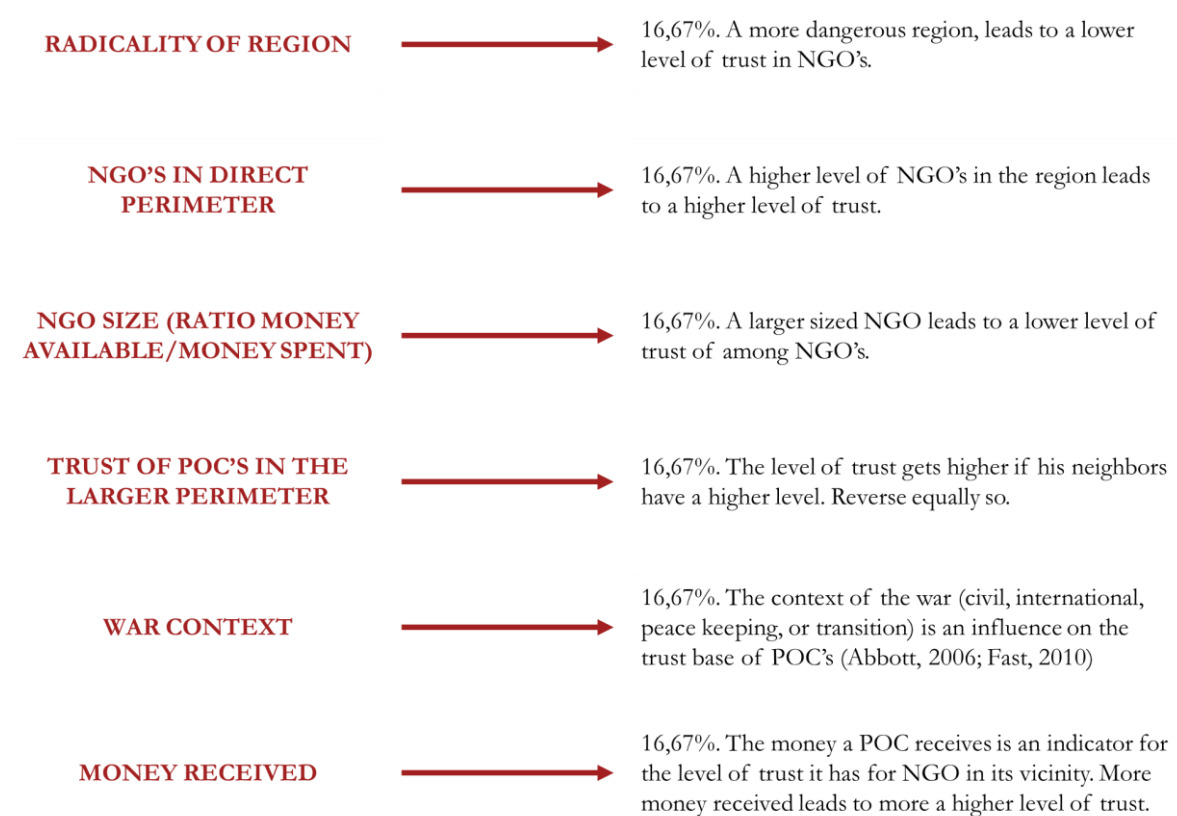 RADICALITY OF REGION
16,67%. A more dangerous region, leads to a lower
level of trust in NGO’s.
NGO’S IN DIRECT
PERIMETER
16,67%. A higher level of NGO’s in the region leads
to a higher level of trust.
NGO SIZE (RATIO MONEY
AVAILABLE/MONEY SPENT)
16,67%. A larger sized NGO leads to a lower level of
trust of among NGO’s.
TRUST OF POC’S IN THE
LARGER PERIMETER
16,67%. The level of trust gets higher if his neighbors
have a higher level. Reverse equally so.
WAR CONTEXT
16,67%. The context of the war (civil, international,
peace keeping, or transition) is an influence on the
trust base of POC’s (Abbott, 2006; Fast, 2010)
MONEY RECEIVED
16,67%. The money a POC receives is an indicator for
the level of trust it has for NGO in its vicinity. More
money received leads to more a higher level of trust.